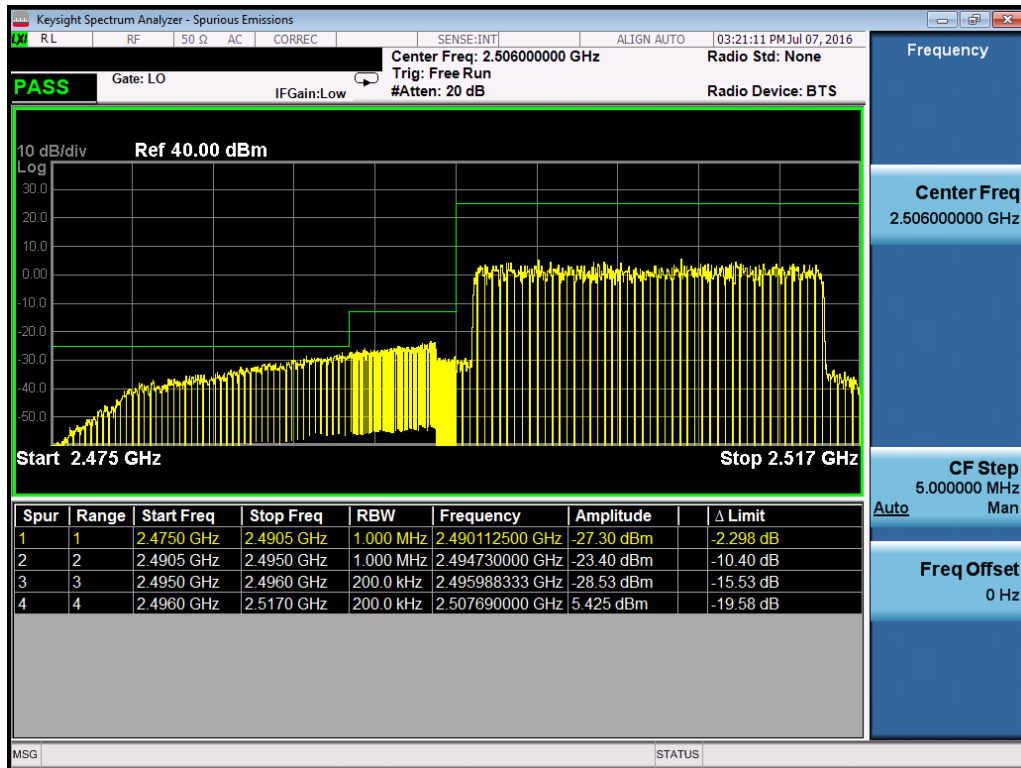 Keysight Spectrum Analyzer - Spurious Emissions
LXI RL RF 50 Ω AC CORREC SENSE:INT ALIGN AUTO 03:21:11 PM Jul 07, 2016
Center Freq: 2.506000000 GHz Radio Std: None
Trig: Free Run
PASS Gate: LO IFGain:Low #Atten: 20 dB Radio Device: BTS
10 dB/div Ref 40.00 dBm
Log
30.0
20.0
10.0
0.00
-10.0
-20.0
-30.0
-40.0
-50.0
Start 2.475 GHz Stop 2.517 GHz
Spur Range Start Freq Stop Freq RBW Frequency Amplitude Δ Limit
1 1 2.4750 GHz 2.4905 GHz 1.000 MHz 2.490112500 GHz -27.30 dBm -2.298 dB
2 2 2.4905 GHz 2.4950 GHz 1.000 MHz 2.494730000 GHz -23.40 dBm -10.40 dB
3 3 2.4950 GHz 2.4960 GHz 200.0 kHz 2.495988333 GHz -28.53 dBm -15.53 dB
4 4 2.4960 GHz 2.5170 GHz 200.0 kHz 2.507690000 GHz 5.425 dBm -19.58 dB
MSG STATUS
Frequency
Center Freq
2.506000000 GHz
CF Step
5.000000 MHz
Auto Man
Freq Offset
0 Hz